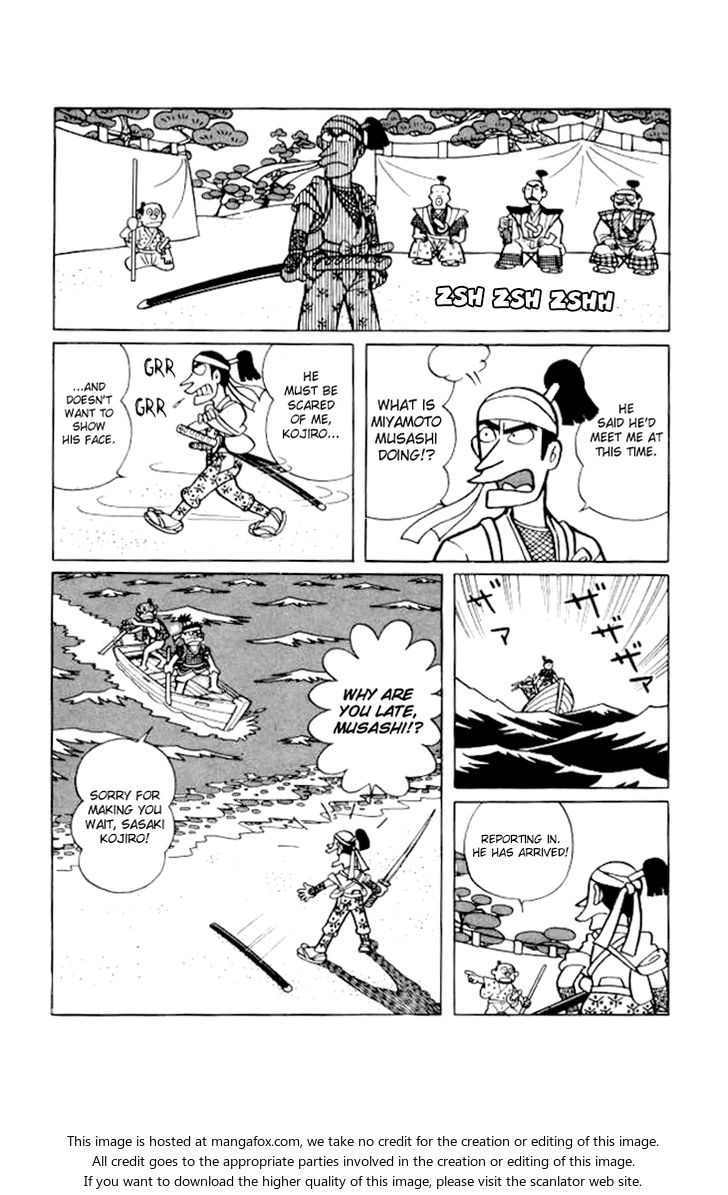 ZSH ZSH ZSHH
HE
SAID HE'D
MEET ME AT
THIS TIME.
WHAT IS
MIYAMOTO
MUSASHI
DOING!?
HE
MUST BE
SCARED
OF ME,
KOJIRO...
GRR
GRR
...AND
DOESN'T
WANT TO
SHOW
HIS FACE.
ザァ
ザザァ
REPORTING IN.
HE HAS ARRIVED!
WHY ARE
YOU LATE,
MUSASHI!?
SORRY FOR
MAKING YOU
WAIT, SASAKI
KOJIRO!
This image is hosted at mangafox.com, we take no credit for the creation or editing of this image.
All credit goes to the appropriate parties involved in the creation or editing of this image.
If you want to download the higher quality of this image, please visit the scanlator web site.